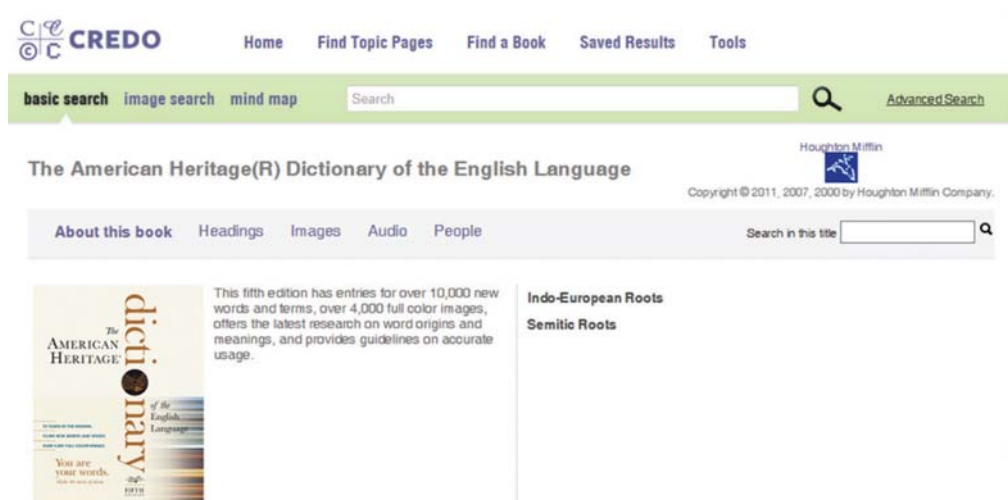 C C
© C CREDO
Home Find Topic Pages Find a Book Saved Results Tools
basic search image search mind map Search Advanced Search
The American Heritage(R) Dictionary of the English Language
Houghton Mifflin
Copyright © 2011, 2007, 2000 by Houghton Mifflin Company.
About this book Headings Images Audio People Search in this title
This fifth edition has entries for over 10,000 new
words and terms, over 4,000 full color images,
offers the latest research on word origins and
meanings, and provides guidelines on accurate
usage.
Indo-European Roots
Semitic Roots
The
AMERICAN
HERITAGE
dictionary
of the
English
Language
You are
your words.
FIFTH